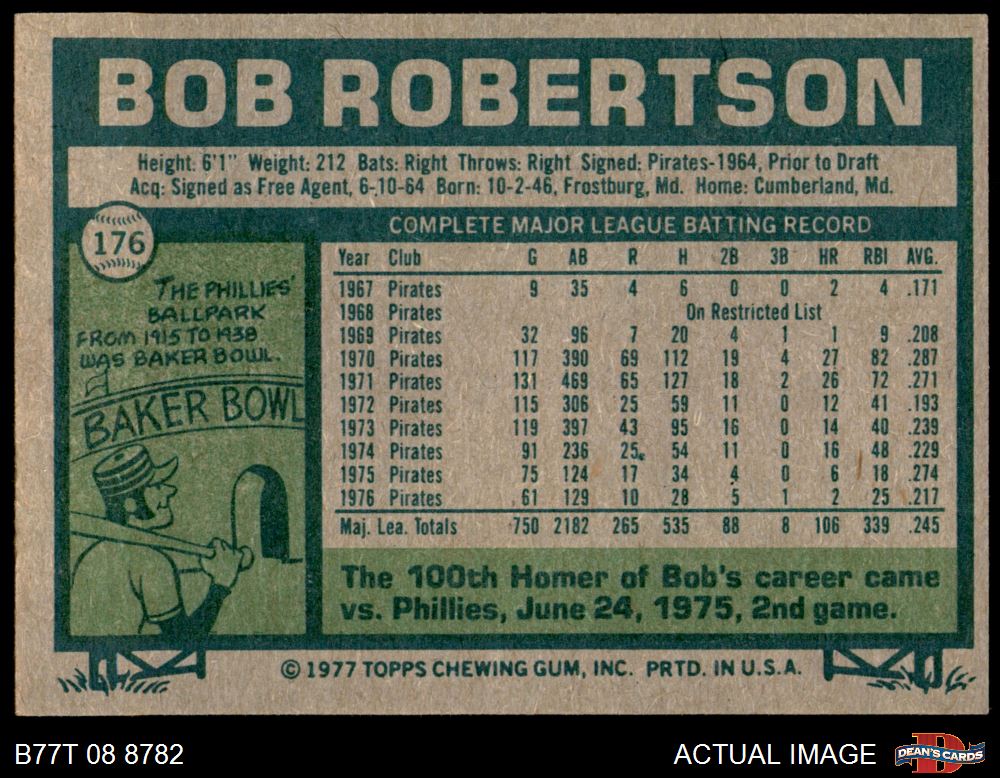 BOB ROBERTSON
Height: 6'1" Weight: 212 Bats: Right Throws: Right Signed: Pirates-1964, Prior to Draft
Acq: Signed as Free Agent, 6-10-64 Born: 10-2-46, Frostburg, Md. Home: Cumberland, Md.
176
THE PHILLIES'
BALLPARK
FROM 1915 TO 1938
WAS BAKER BOWL.
BAKER BOWL
COMPLETE MAJOR LEAGUE BATTING RECORD
Year Club G AB R H 2B 3B HR RBI AVG.
1967 Pirates 9 35 4 6 0 0 2 4 .171
1968 Pirates On Restricted List
1969 Pirates 32 96 7 20 4 1 1 9 .208
1970 Pirates 117 390 69 112 19 4 27 82 .287
1971 Pirates 131 469 65 127 18 2 26 72 .271
1972 Pirates 115 306 25 59 11 0 12 41 .193
1973 Pirates 119 397 43 95 16 0 14 40 .239
1974 Pirates 91 236 25 54 11 0 16 48 .229
1975 Pirates 75 124 17 34 4 0 6 18 .274
1976 Pirates 61 129 10 28 5 1 2 25 .217
Maj. Lea. Totals 750 2182 265 535 88 8 106 339 .245
The 100th Homer of Bob's career came
vs. Phillies, June 24, 1975, 2nd game.
© 1977 TOPPS CHEWING GUM, INC. PRTD. IN U.S.A.
B77T 08 8782
ACTUAL IMAGE
D
DEAN'S CARDS